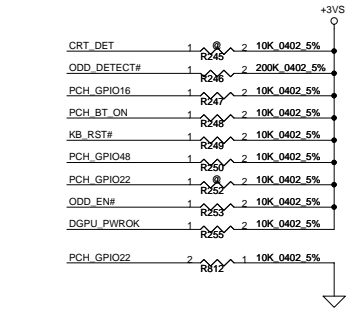 +3VS
CRT_DET 1 @ 2 10K_0402_5%
R245
ODD_DETECT# 1 2 200K_0402_5%
R246
PCH_GPIO16 1 2 10K_0402_5%
R247
PCH_BT_ON 1 2 10K_0402_5%
R248
KB_RST# 1 2 10K_0402_5%
R249
PCH_GPIO48 1 2 10K_0402_5%
R250
PCH_GPIO22 1 @ 2 10K_0402_5%
R252
ODD_EN# 1 2 10K_0402_5%
R253
DGPU_PWROK 1 2 10K_0402_5%
R255
PCH_GPIO22 2 1 10K_0402_5%
R812